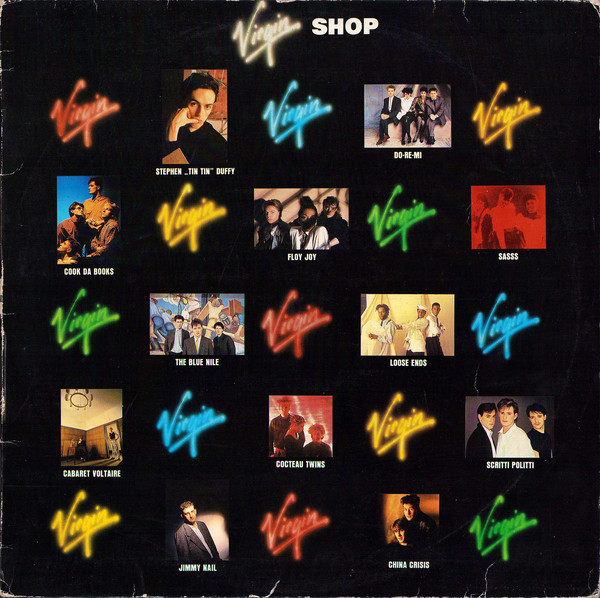 Virgin SHOP
Virgin
Virgin
Virgin
STEPHEN „TIN TIN" DUFFY
DO-RE-MI
Virgin
Virgin
COOK DA BOOKS
FLOY JOY
SASSS
Virgin
Virgin
Virgin
THE BLUE NILE
LOOSE ENDS
Virgin
Virgin
CABARET VOLTAIRE
COCTEAU TWINS
SCRITTI POLITTI
Virgin
Virgin
Virgin
JIMMY NAIL
CHINA CRISIS